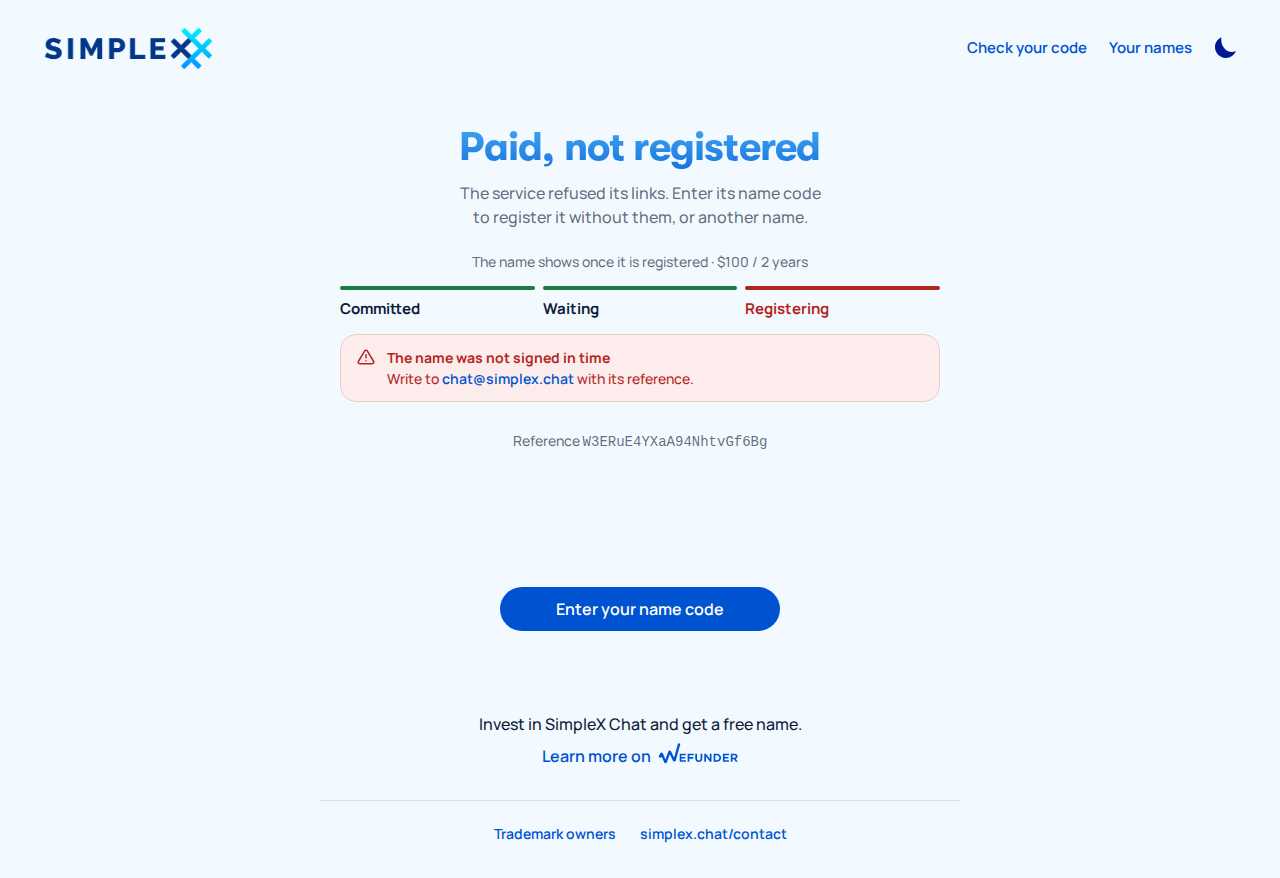 SIMPLEX
Check your code
Your names
Paid, not registered
The service refused its links. Enter its name code
to register it without them, or another name.
The name shows once it is registered · $100 / 2 years
Committed
Waiting
Registering
The name was not signed in time
Write to chat@simplex.chat with its reference.
Reference W3ERuE4YXaA94NhtvGf6Bg
Enter your name code
Invest in SimpleX Chat and get a free name.
Learn more on WEFUNDER
Trademark owners
simplex.chat/contact